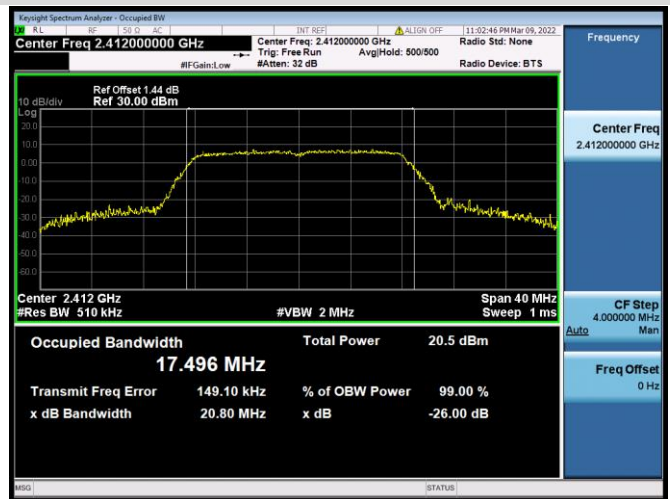 Keysight Spectrum Analyzer - Occupied BW
RL RF 50 Ω AC INT REF ALIGN OFF 11:02:46 PM Mar 09, 2022
Center Freq 2.412000000 GHz
Center Freq: 2.412000000 GHz
Radio Std: None
Trig: Free Run Avg|Hold: 500/500
#IFGain:Low
#Atten: 32 dB
Radio Device: BTS
Ref Offset 1.44 dB
10 dB/div Ref 30.00 dBm
Log
20.0
10.0
0.00
-10.0
-20.0
-30.0
-40.0
-50.0
-60.0
Center 2.412 GHz Span 40 MHz
#Res BW 510 kHz #VBW 2 MHz Sweep 1 ms
Occupied Bandwidth Total Power 20.5 dBm
17.496 MHz
Transmit Freq Error 149.10 kHz % of OBW Power 99.00 %
x dB Bandwidth 20.80 MHz x dB -26.00 dB
MSG STATUS
Frequency
Center Freq
2.412000000 GHz
CF Step
4.000000 MHz
Auto Man
Freq Offset
0 Hz